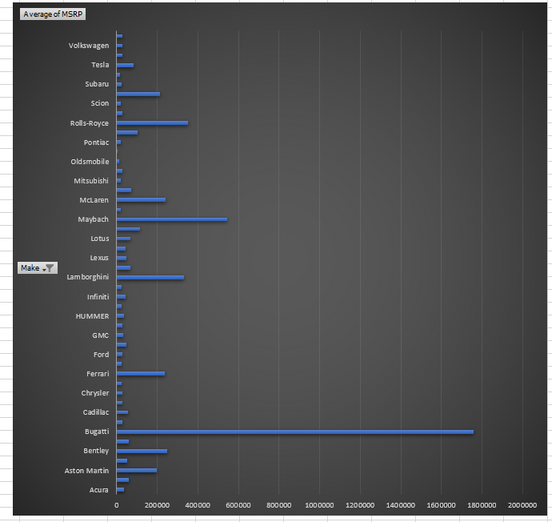 Average of MSRP
Volkswagen
Tesla
Subaru
Scion
Rolls-Royce
Pontiac
Oldsmobile
Mitsubishi
McLaren
Maybach
Lotus
Lexus
Make
Lamborghini
Infiniti
HUMMER
GMC
Ford
Ferrari
Chrysler
Cadillac
Bugatti
Bentley
Aston Martin
Acura
0 200000 400000 600000 800000 1000000 1200000 1400000 1600000 1800000 2000000